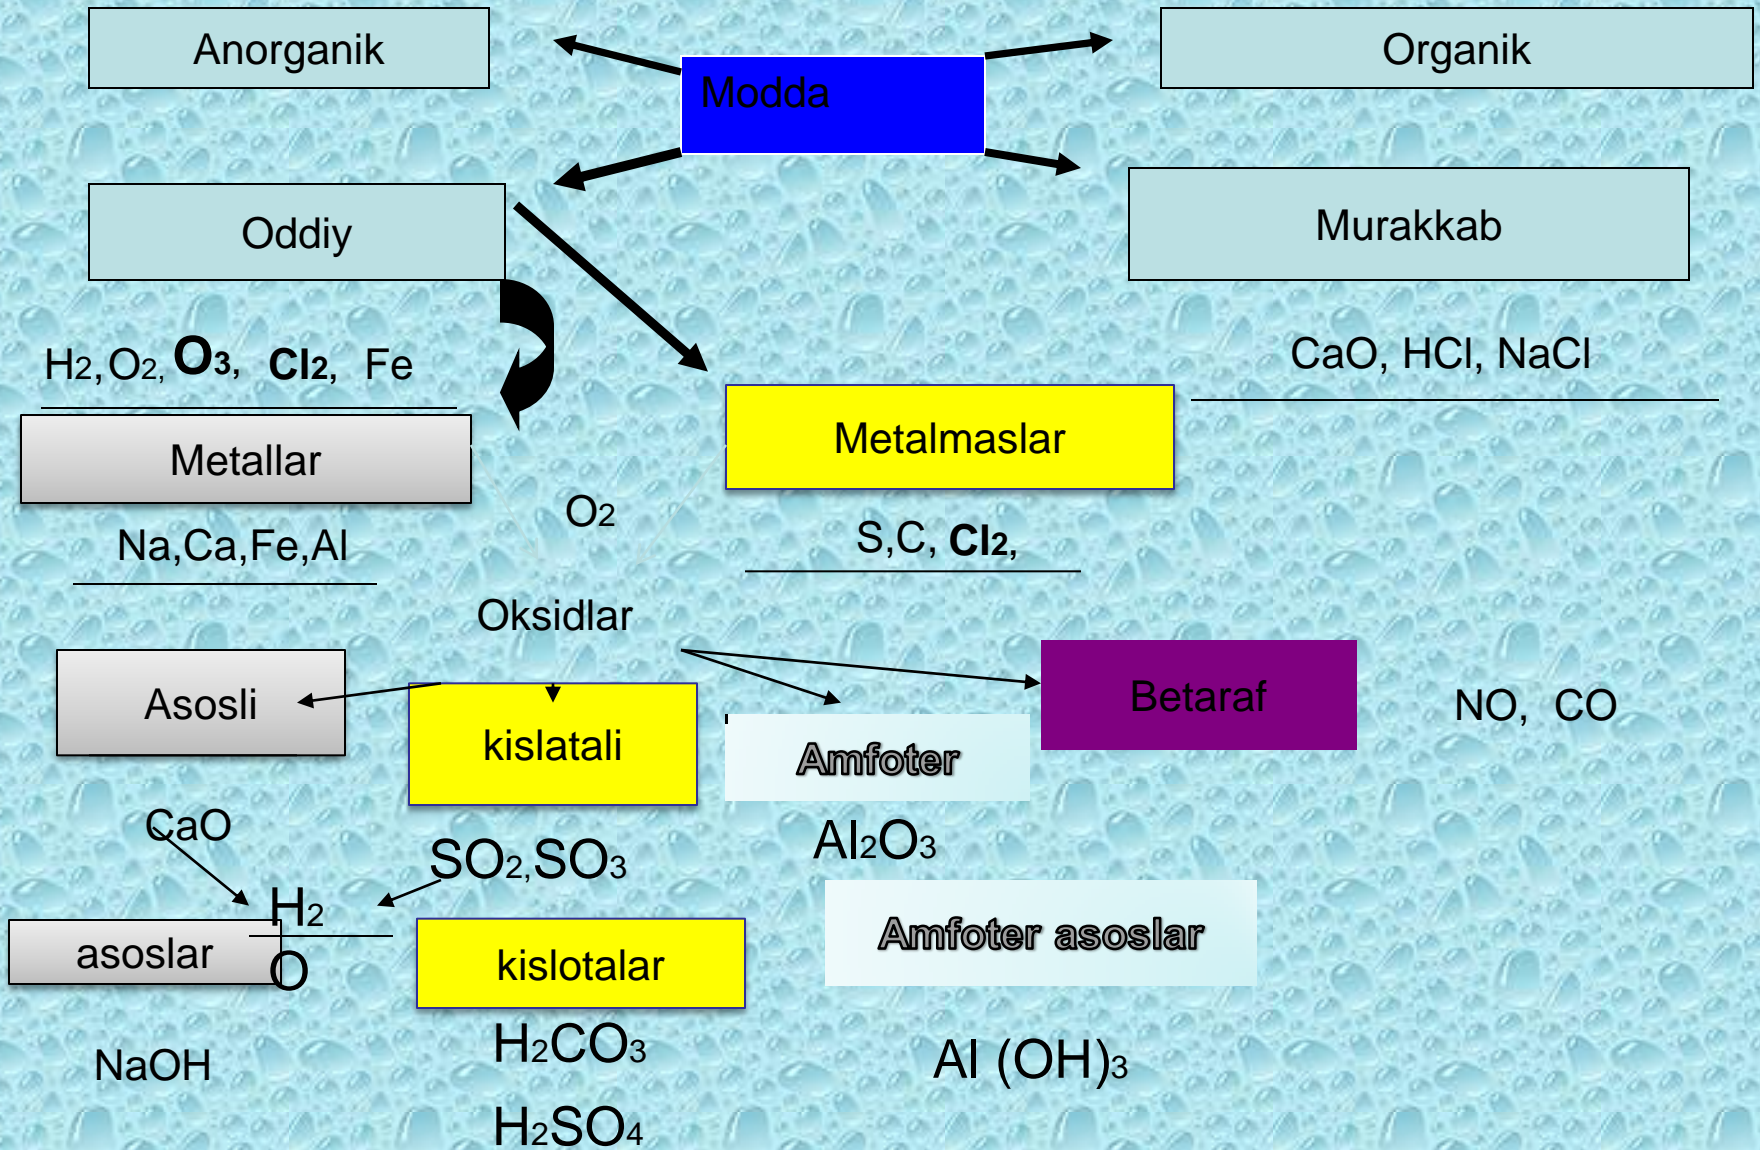 Anorganik
Modda
Organik
Oddiy
Murakkab
H2,O2, O3, Cl2, Fe
CaO, HCl, NaCl
Metallar
Metalmaslar
Na,Ca,Fe,Al
O2
S,C, Cl2,
Oksidlar
Asosli
kislatali
Amfoter
Betaraf
NO, CO
CaO
SO2,SO3
Al2O3
H2
O
asoslar
kislotalar
Amfoter asoslar
NaOH
H2CO3
H2SO4
Al (OH)3